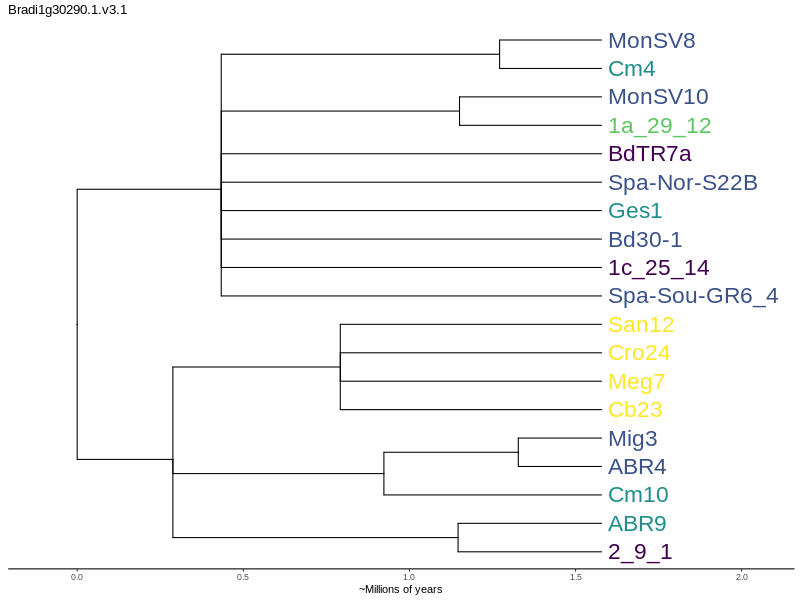 Bradi1g30290.1.v3.1
MonSV8
Cm4
MonSV10
1a_29_12
BdTR7a
Spa-Nor-S22B
Ges1
Bd30-1
1c_25_14
Spa-Sou-GR6_4
San12
Cro24
Meg7
Cb23
Mig3
ABR4
Cm10
ABR9
2_9_1
0.0 0.5 1.0 1.5 2.0
~Millions of years